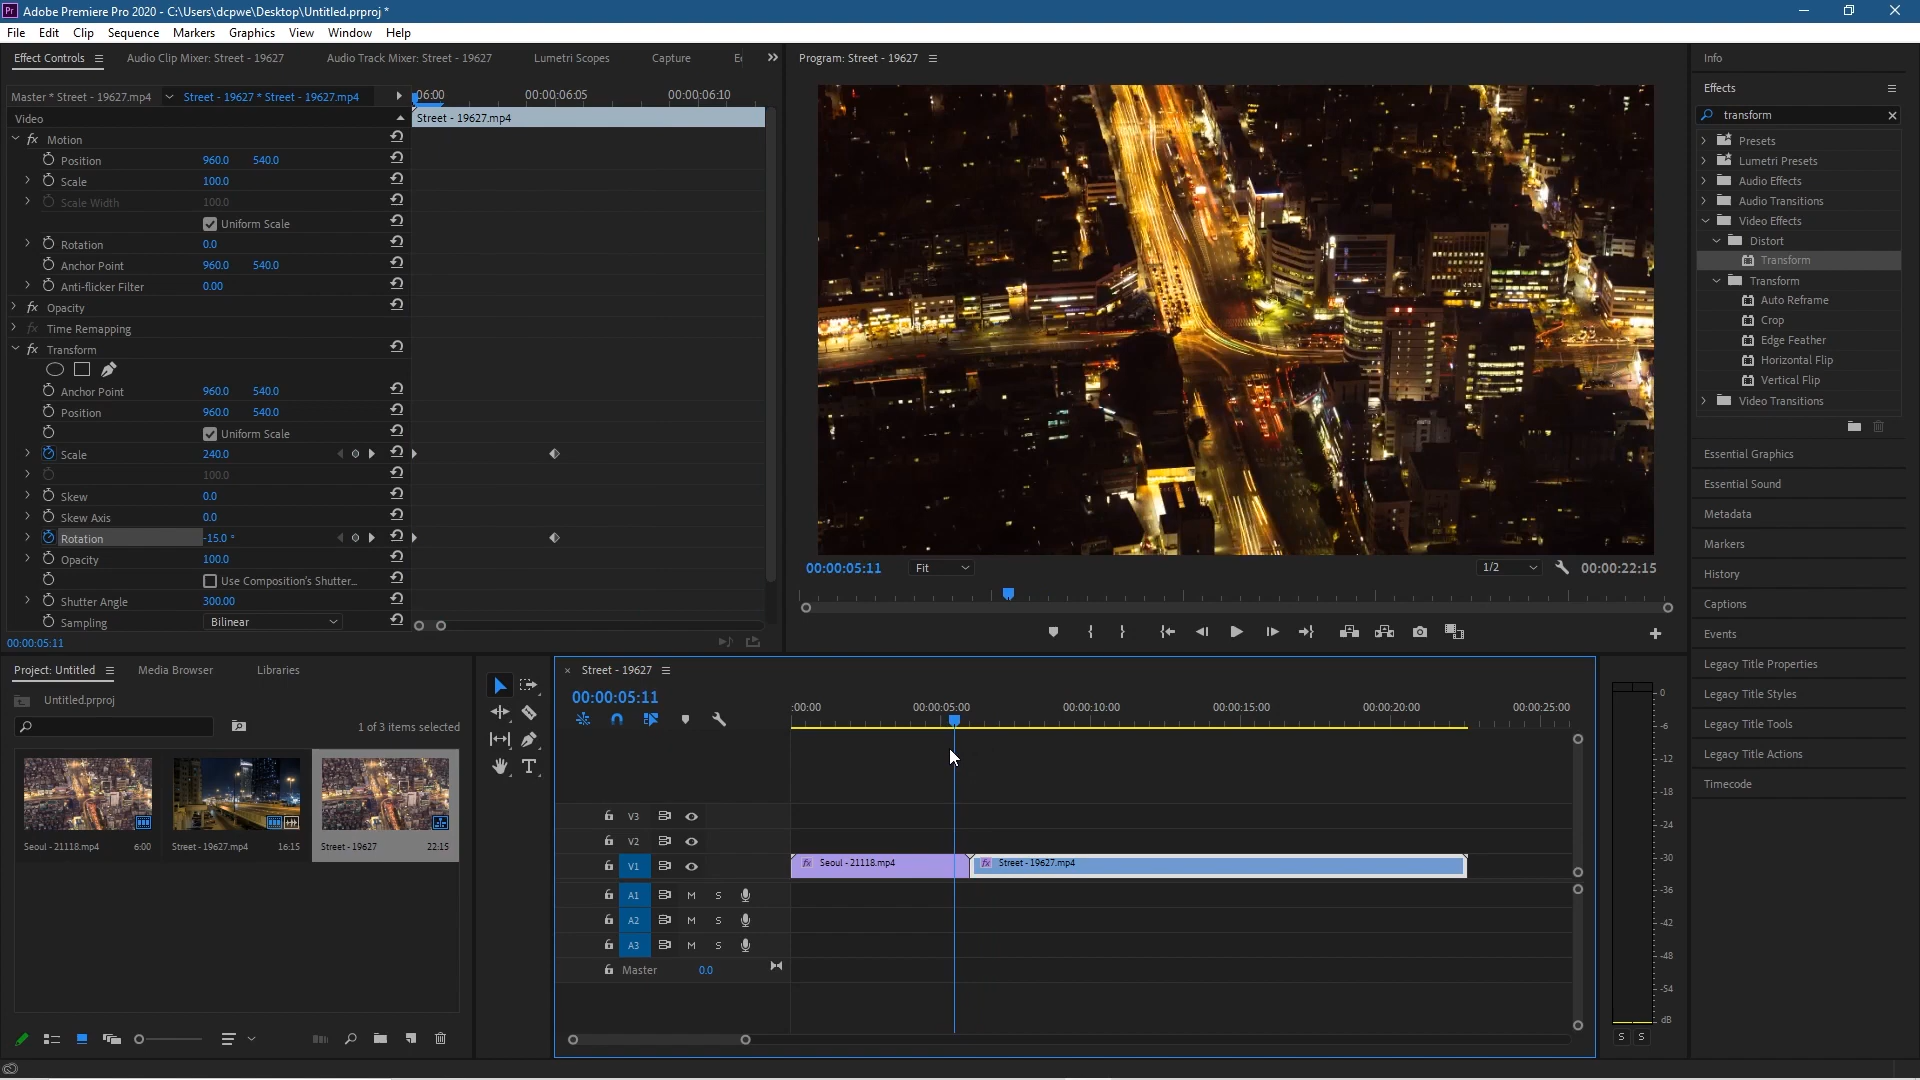 Adobe Premiere Pro 2020 - C:\Users\dcpwe\Desktop\Untitled.prproj *
File Edit Clip Sequence Markers Graphics View Window Help
Effect Controls Audio Clip Mixer: Street - 19627 Audio Track Mixer: Street - 19627 Lumetri Scopes Capture
Master * Street - 19627.mp4 Street - 19627 * Street - 19627.mp4
06:00 00:00:06:05 00:00:06:10
Video
Street - 19627.mp4
fx Motion
Position 960.0 540.0
Scale 100.0
Scale Width 100.0
Uniform Scale
Rotation 0.0
Anchor Point 960.0 540.0
Anti-flicker Filter 0.00
fx Opacity
fx Time Remapping
fx Transform
Anchor Point 960.0 540.0
Position 960.0 540.0
Uniform Scale
Scale 240.0
100.0
Skew 0.0
Skew Axis 0.0
Rotation -15.0 °
Opacity 100.0
Use Composition's Shutter...
Shutter Angle 300.00
Sampling Bilinear
00:00:05:11
Program: Street - 19627
00:00:05:11 Fit 1/2 00:00:22:15
Info
Effects
transform
Presets
Lumetri Presets
Audio Effects
Audio Transitions
Video Effects
Distort
Transform
Transform
Auto Reframe
Crop
Edge Feather
Horizontal Flip
Vertical Flip
Video Transitions
Essential Graphics
Essential Sound
Metadata
Markers
History
Captions
Events
Legacy Title Properties
Legacy Title Styles
Legacy Title Tools
Legacy Title Actions
Timecode
Project: Untitled Media Browser Libraries
Untitled.prproj
1 of 3 items selected
Seoul - 21118.mp4 6:00
Street - 19627.mp4 16:15
Street - 19627 22:15
Street - 19627
00:00:05:11
:00:00 00:00:05:00 00:00:10:00 00:00:15:00 00:00:20:00 00:00:25:00
V3
V2
V1
fx Seoul - 21118.mp4
fx Street - 19627.mp4
A1 M S
A2 M S
A3 M S
Master 0.0
0
-6
-12
-18
-24
-30
-36
-42
-48
-54
dB
S S